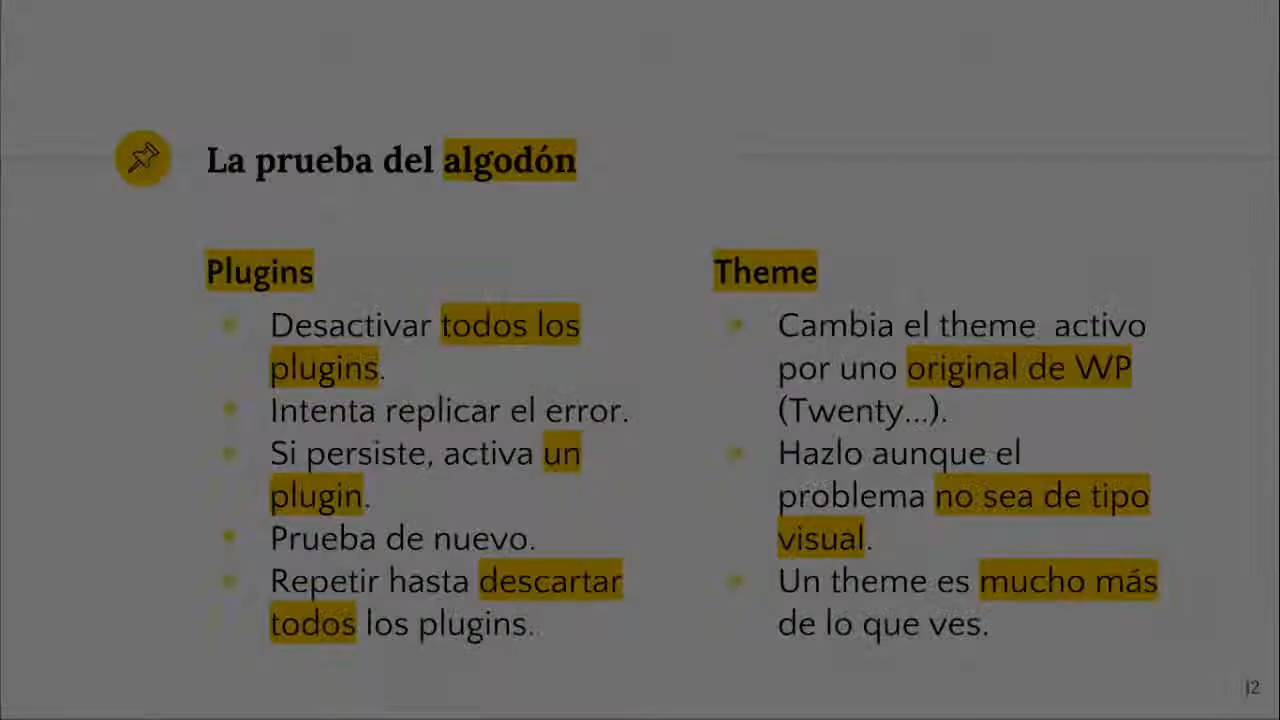 La prueba del algodón
Plugins
Desactivar todos los
plugins.
Intenta replicar el error.
Si persiste, activa un
plugin.
Prueba de nuevo.
Repetir hasta descartar
todos los plugins.
Theme
Cambia el theme activo
por uno original de WP
(Twenty...).
Hazlo aunque el
problema no sea de tipo
visual.
Un theme es mucho más
de lo que ves.
12